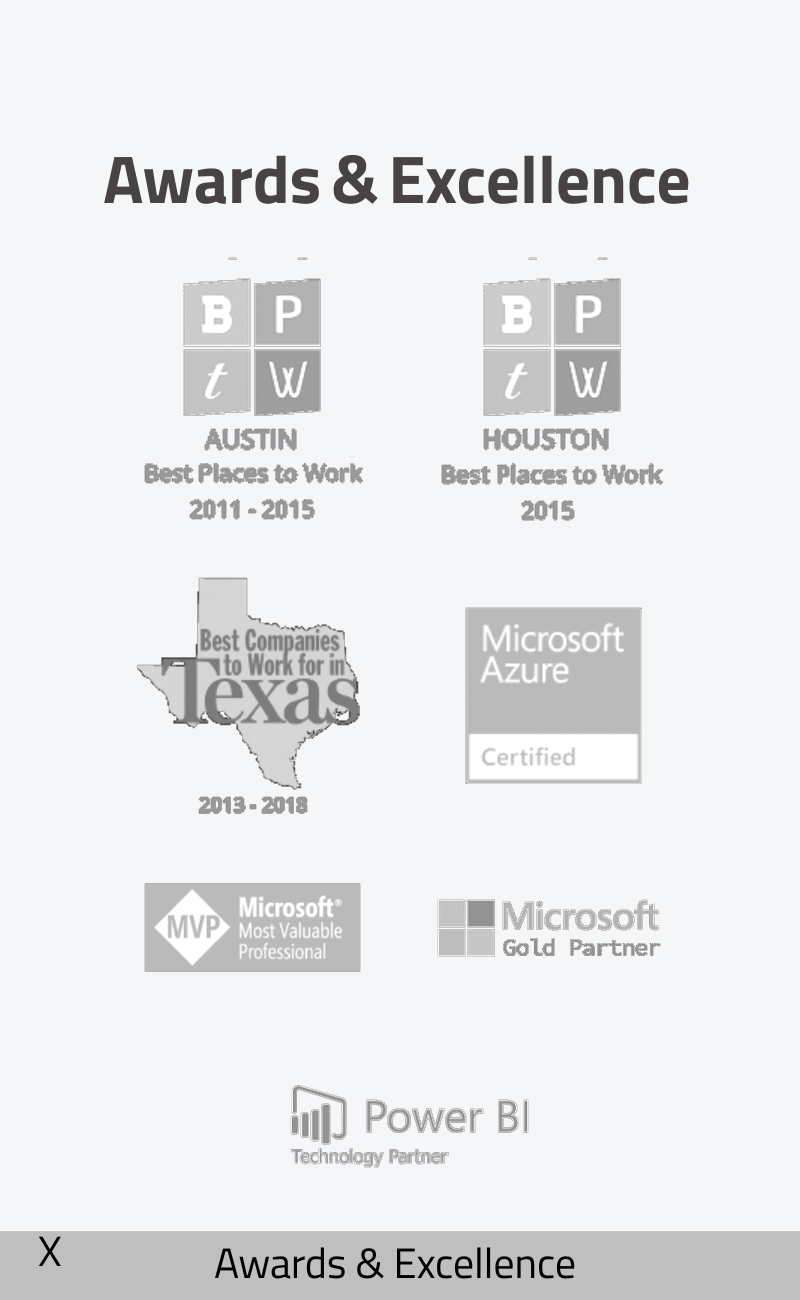 Awards & Excellence
B P
t W
AUSTIN
Best Places to Work
2011 - 2015
B P
t W
HOUSTON
Best Places to Work
2015
Best Companies
to Work for in
Texas
2013 - 2018
Microsoft
Azure
Certified
MVP
Microsoft®
Most Valuable
Professional
Microsoft
Gold Partner
Power BI
Technology Partner
X
Awards & Excellence